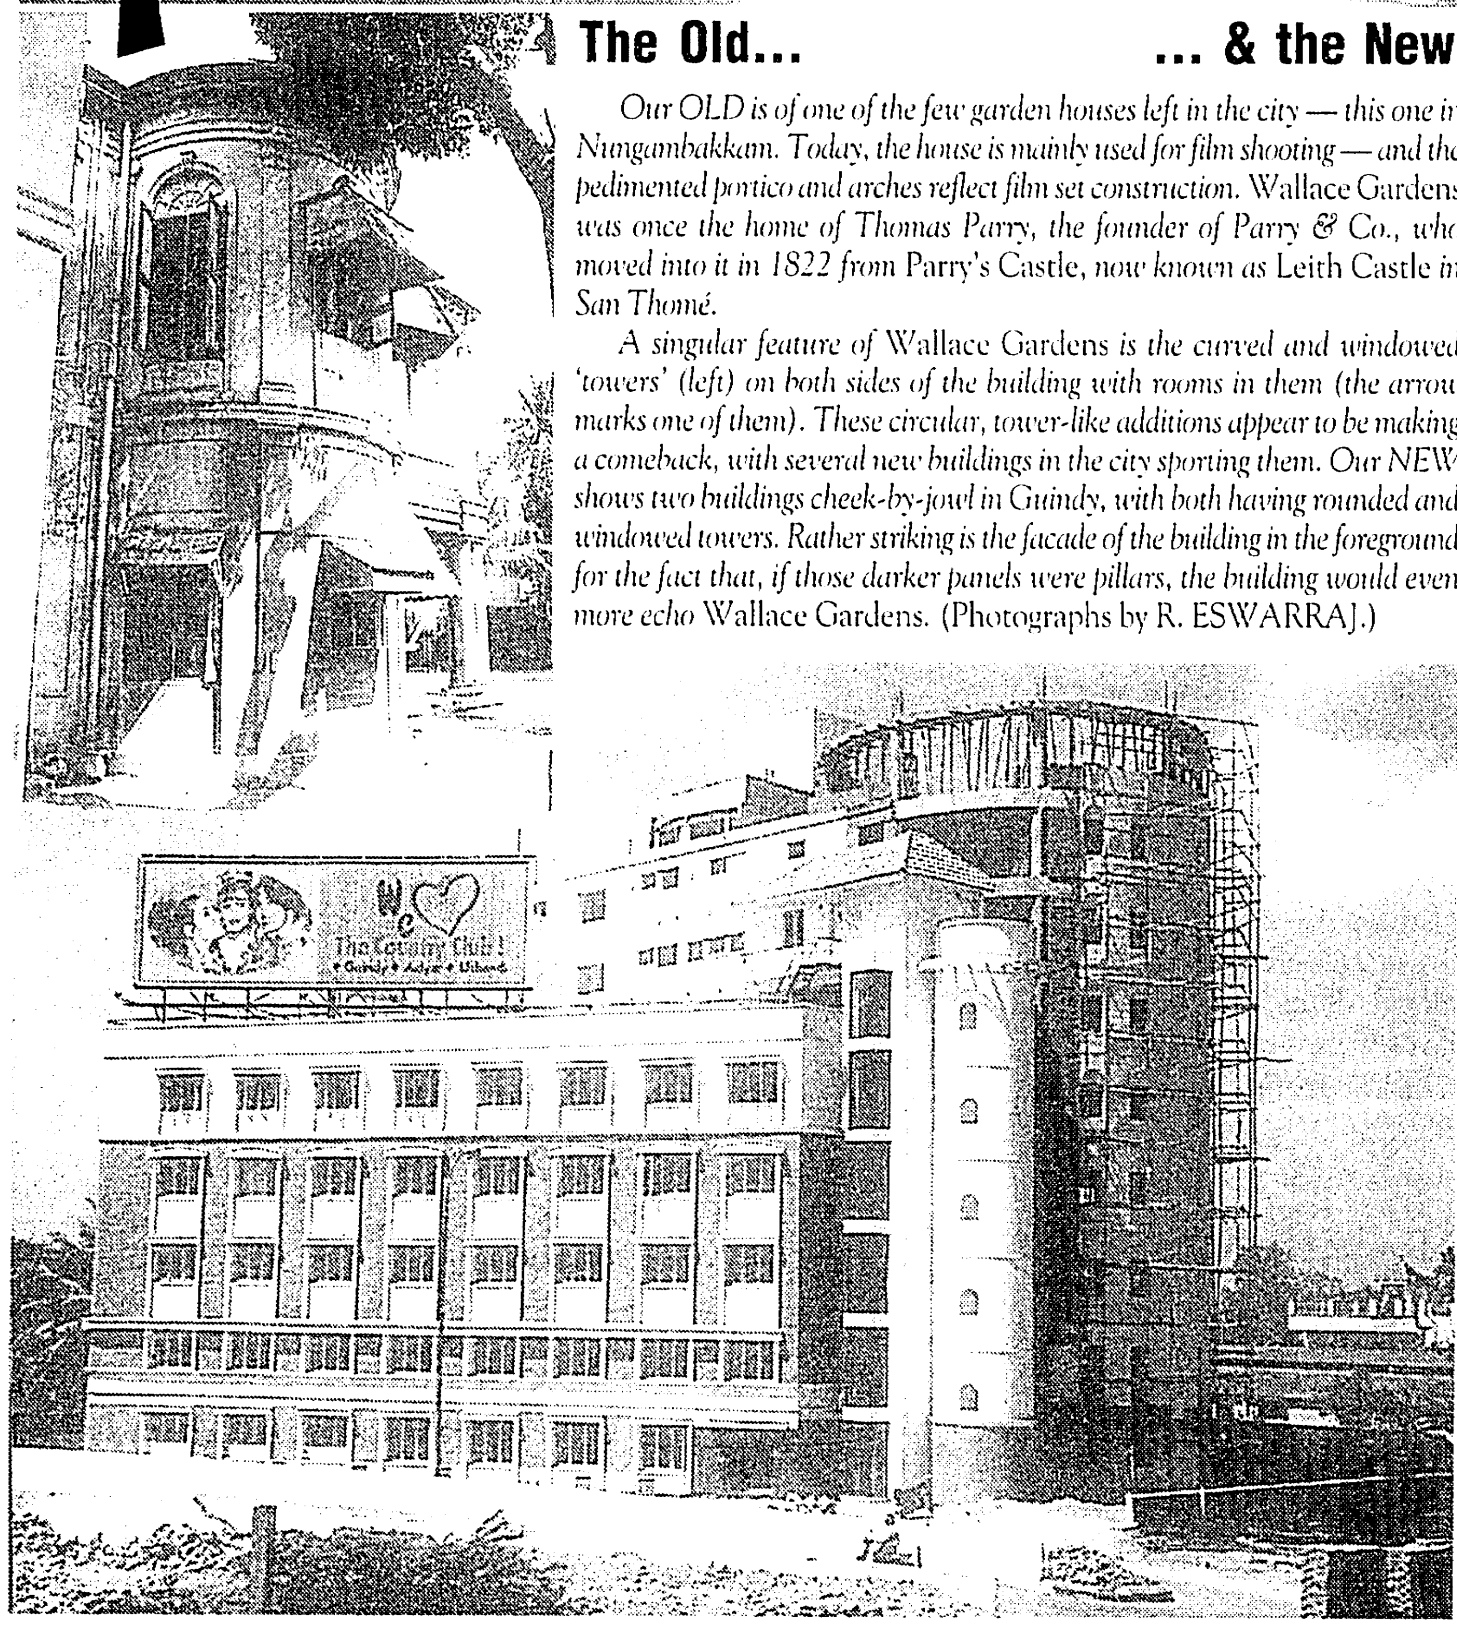 The Old... ... & the New
Our OLD is of one of the few garden houses left in the city — this one in
Nungambakkam. Today, the house is mainly used for film shooting — and the
pedimented portico and arches reflect film set construction. Wallace Gardens
was once the home of Thomas Parry, the founder of Parry & Co., who
moved into it in 1822 from Parry's Castle, now known as Leith Castle in
San Thomé.
A singular feature of Wallace Gardens is the curved and windowed
'towers' (left) on both sides of the building with rooms in them (the arrow
marks one of them). These circular, tower-like additions appear to be making
a comeback, with several new buildings in the city sporting them. Our NEW
shows two buildings cheek-by-jowl in Guindy, with both having rounded and
windowed towers. Rather striking is the facade of the building in the foreground
for the fact that, if those darker panels were pillars, the building would even
more echo Wallace Gardens. (Photographs by R. ESWARRAJ.)
We
The Country Club!